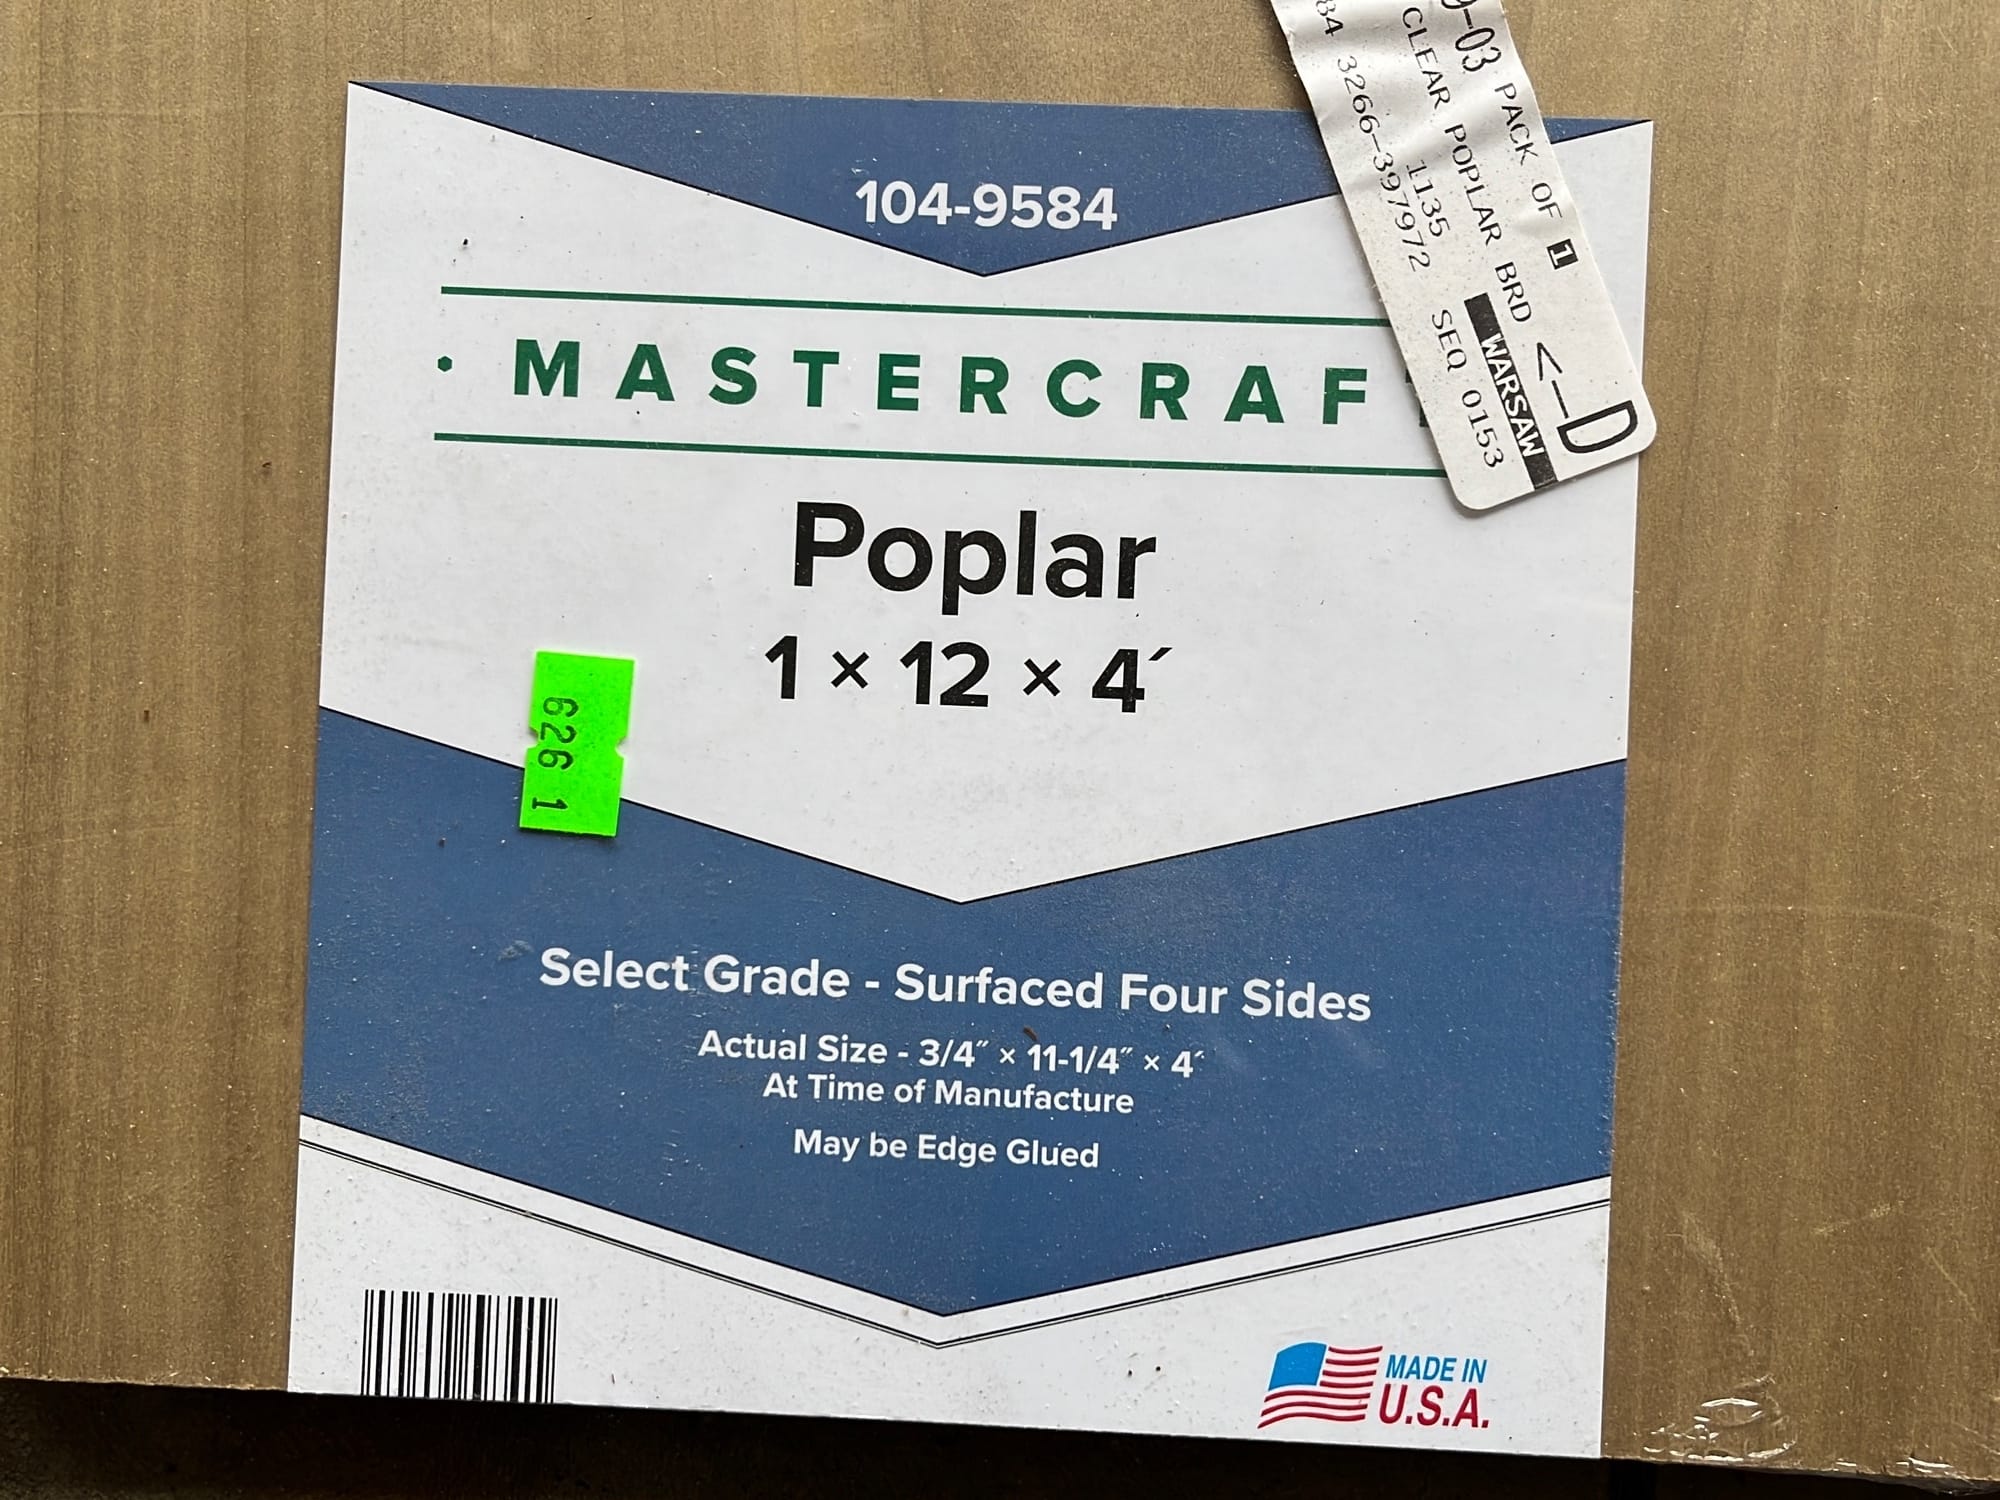 104-9584
MASTERCRAF
Poplar
1 × 12 × 4´
626 1
Select Grade - Surfaced Four Sides
Actual Size - 3/4˝ × 11-1/4˝ × 4´
At Time of Manufacture
May be Edge Glued
MADE IN
U.S.A.
-03 PACK OF 1
CLEAR POPLAR BRD <—D
1135 WARSAW
84 3266-397972 SEQ 0153